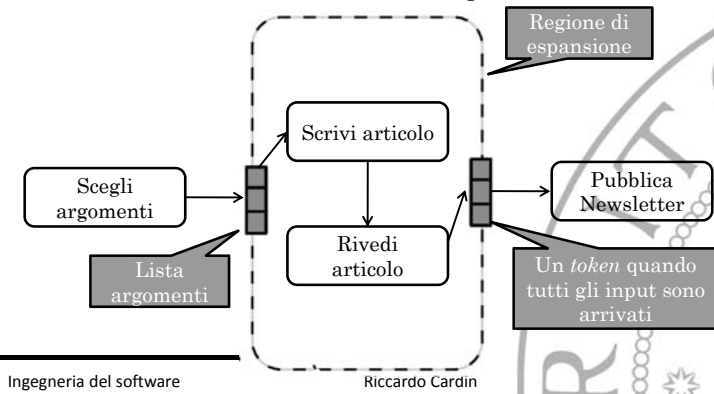 Regione di
espansione
Scrivi articolo
Scegli
argomenti
Pubblica
Newsletter
Lista
argomenti
Rivedi
articolo
Un token quando
tutti gli input sono
arrivati
Ingegneria del software
Riccardo Cardin